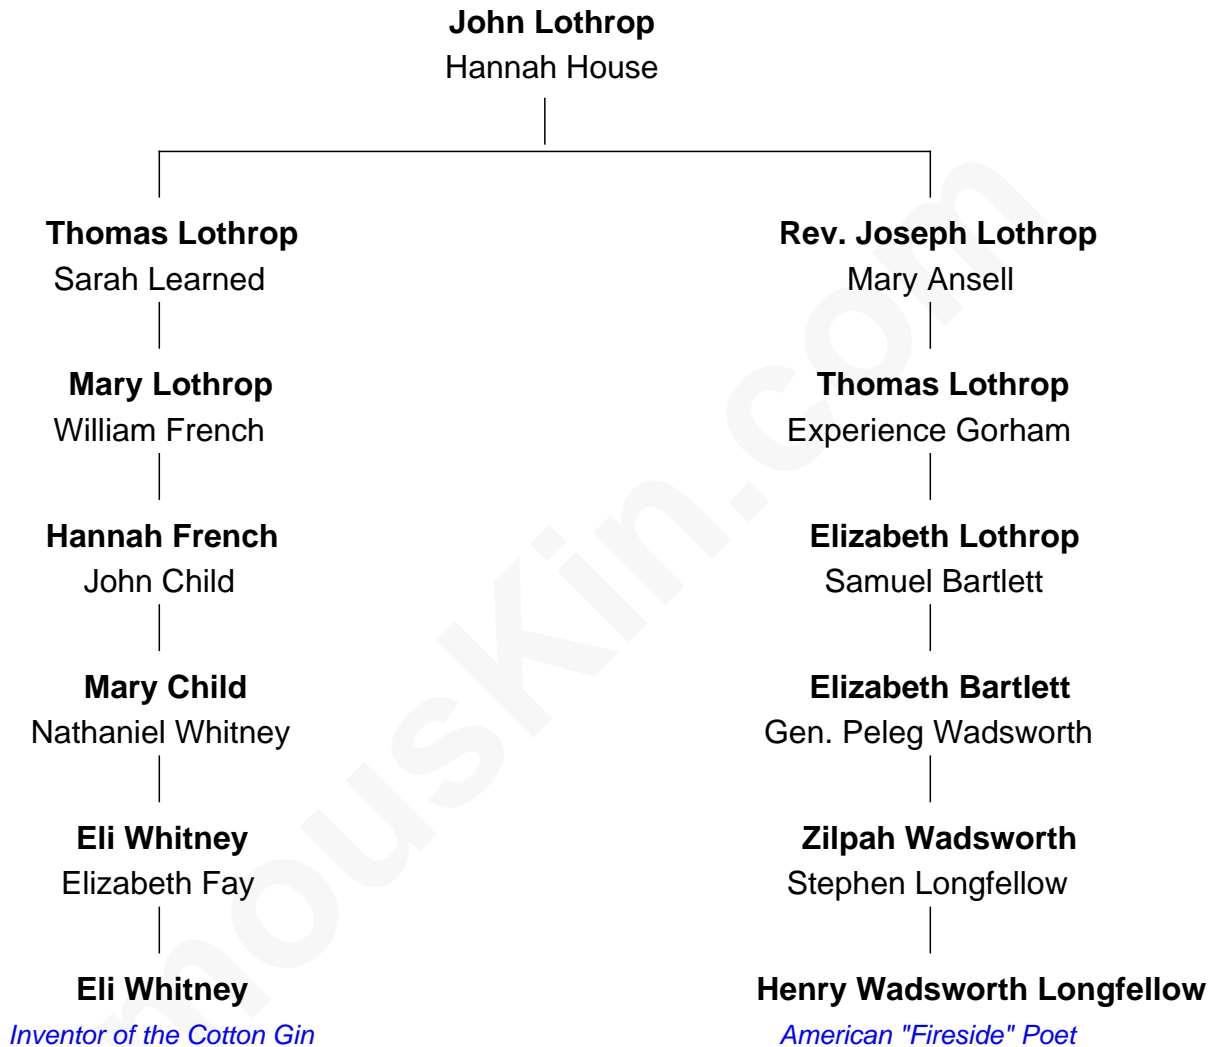 John Lothrop
Hannah House
Thomas Lothrop
Sarah Learned
Mary Lothrop
William French
Hannah French
John Child
Mary Child
Nathaniel Whitney
Eli Whitney
Elizabeth Fay
Eli Whitney
Inventor of the Cotton Gin
Rev. Joseph Lothrop
Mary Ansell
Thomas Lothrop
Experience Gorham
Elizabeth Lothrop
Samuel Bartlett
Elizabeth Bartlett
Gen. Peleg Wadsworth
Zilpah Wadsworth
Stephen Longfellow
Henry Wadsworth Longfellow
American "Fireside" Poet
mousKin.com